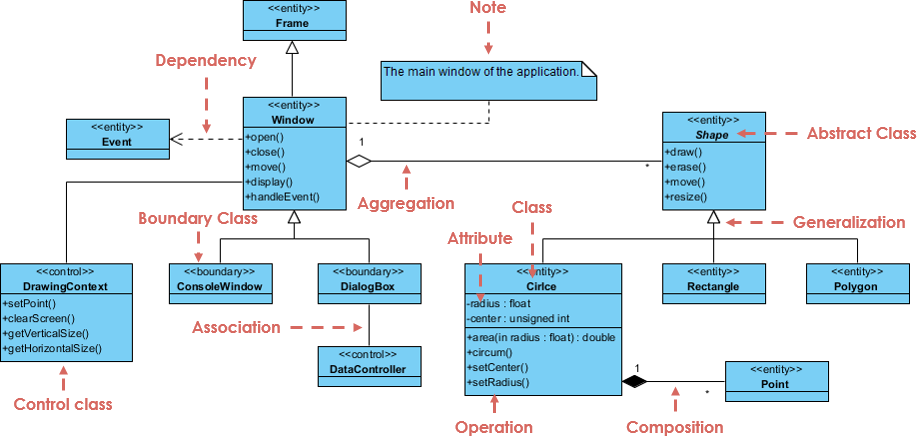 <<entity>>
Frame
Note
Dependency
The main window of the application.
<<entity>>
Window
+open()
+close()
+move()
+display()
+handleEvent()
<<entity>>
Event
1
*
Aggregation
<<entity>>
Shape
+draw()
+erase()
+move()
+resize()
Abstract Class
Generalization
Boundary Class
Class
Attribute
<<control>>
DrawingContext
+setPoint()
+clearScreen()
+getVerticalSize()
+getHorizontalSize()
Control class
<<boundary>>
ConsoleWindow
<<boundary>>
DialogBox
Association
<<control>>
DataController
<<entity>>
Cirlce
-radius : float
-center : unsigned int
+area(in radius : float) : double
+circum()
+setCenter()
+setRadius()
Operation
<<entity>>
Rectangle
<<entity>>
Polygon
1
*
Composition
<<entity>>
Point